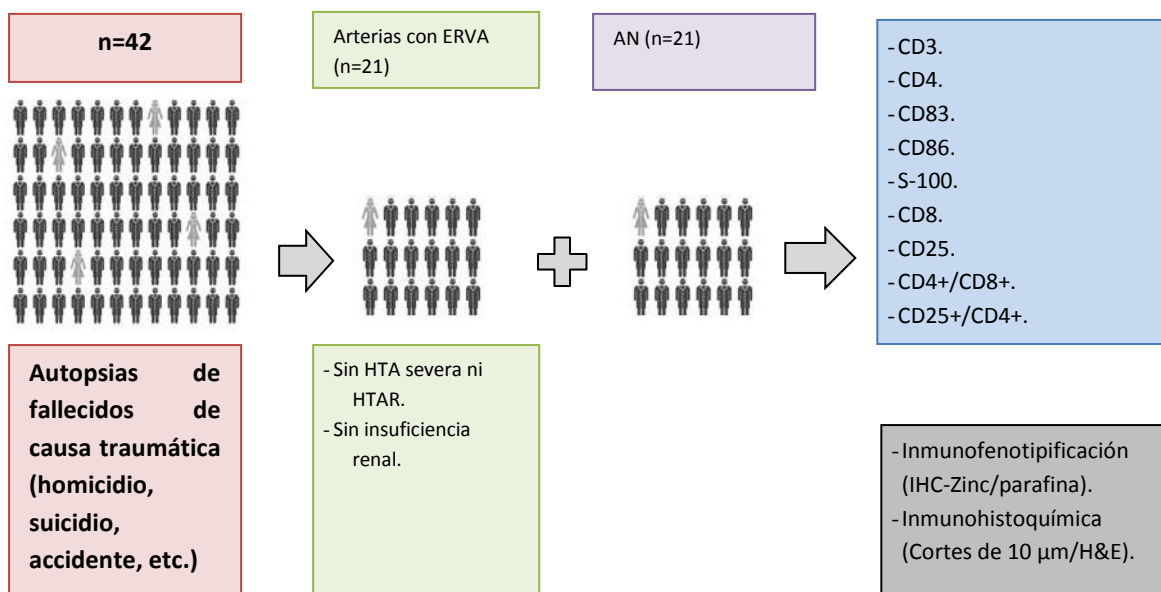 n=42
Autopsias de
fallecidos de
causa traumática
(homicidio,
suicidio,
accidente, etc.)
Arterias con ERVA
(n=21)
- Sin HTA severa ni
HTAR.
- Sin insuficiencia
renal.
AN (n=21)
- CD3.
- CD4.
- CD83.
- CD86.
- S-100.
- CD8.
- CD25.
- CD4+/CD8+.
- CD25+/CD4+.
- Inmunofenotipificación
(IHC-Zinc/parafina).
- Inmunohistoquímica
(Cortes de 10 µm/H&E).